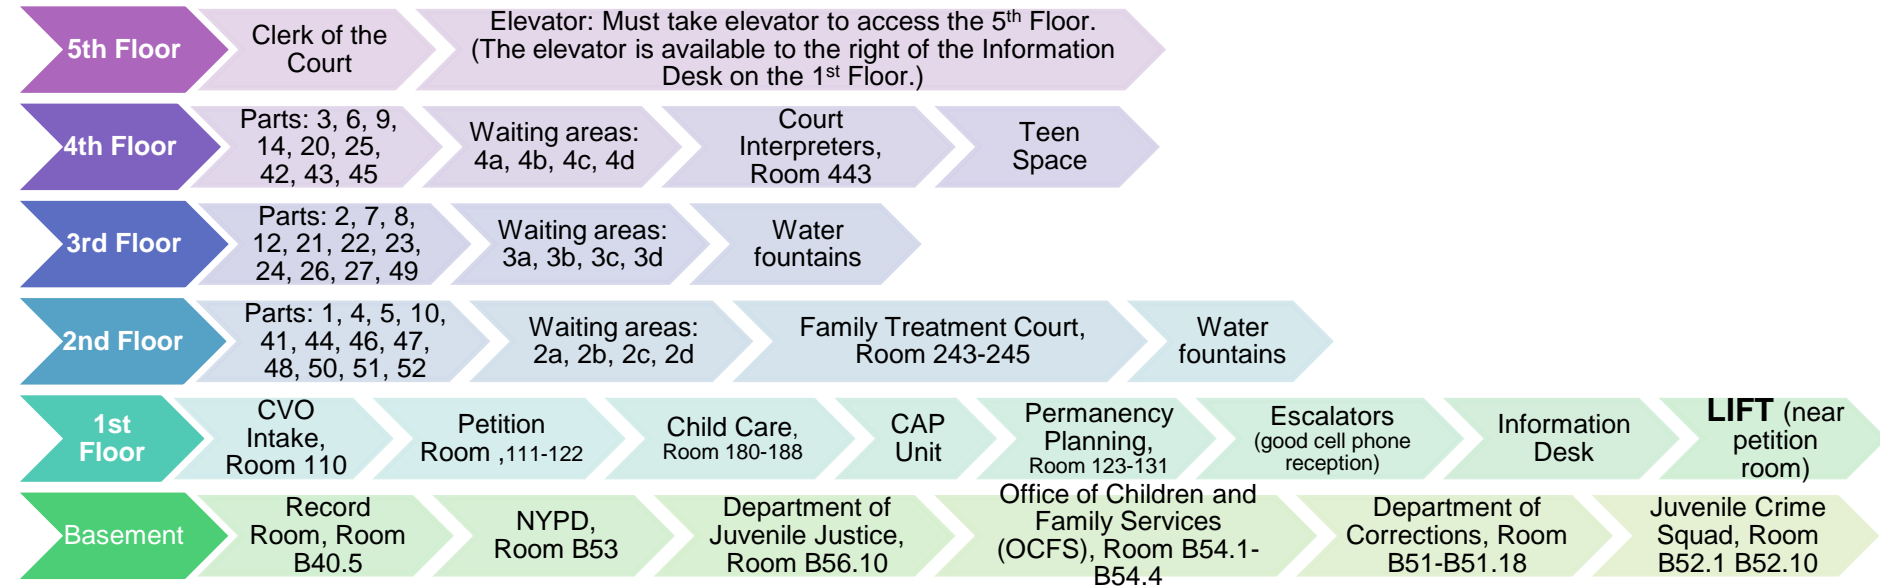 5th Floor
Clerk of the
Court
Elevator: Must take elevator to access the 5th Floor.
(The elevator is available to the right of the Information
Desk on the 1st Floor.)
4th Floor
Parts: 3, 6, 9,
14, 20, 25,
42, 43, 45
Waiting areas:
4a, 4b, 4c, 4d
Court
Interpreters,
Room 443
Teen
Space
3rd Floor
Parts: 2, 7, 8,
12, 21, 22, 23,
24, 26, 27, 49
Waiting areas:
3a, 3b, 3c, 3d
Water
fountains
2nd Floor
Parts: 1, 4, 5, 10,
41, 44, 46, 47,
48, 50, 51, 52
Waiting areas:
2a, 2b, 2c, 2d
Family Treatment Court,
Room 243-245
Water
fountains
1st
Floor
CVO
Intake,
Room 110
Petition
Room ,111-122
Child Care,
Room 180-188
CAP
Unit
Permanency
Planning,
Room 123-131
Escalators
(good cell phone
reception)
Information
Desk
LIFT (near
petition
room)
Basement
Record
Room, Room
B40.5
NYPD,
Room B53
Department of
Juvenile Justice,
Room B56.10
Office of Children and
Family Services
(OCFS), Room B54.1-
B54.4
Department of
Corrections, Room
B51-B51.18
Juvenile Crime
Squad, Room
B52.1 B52.10